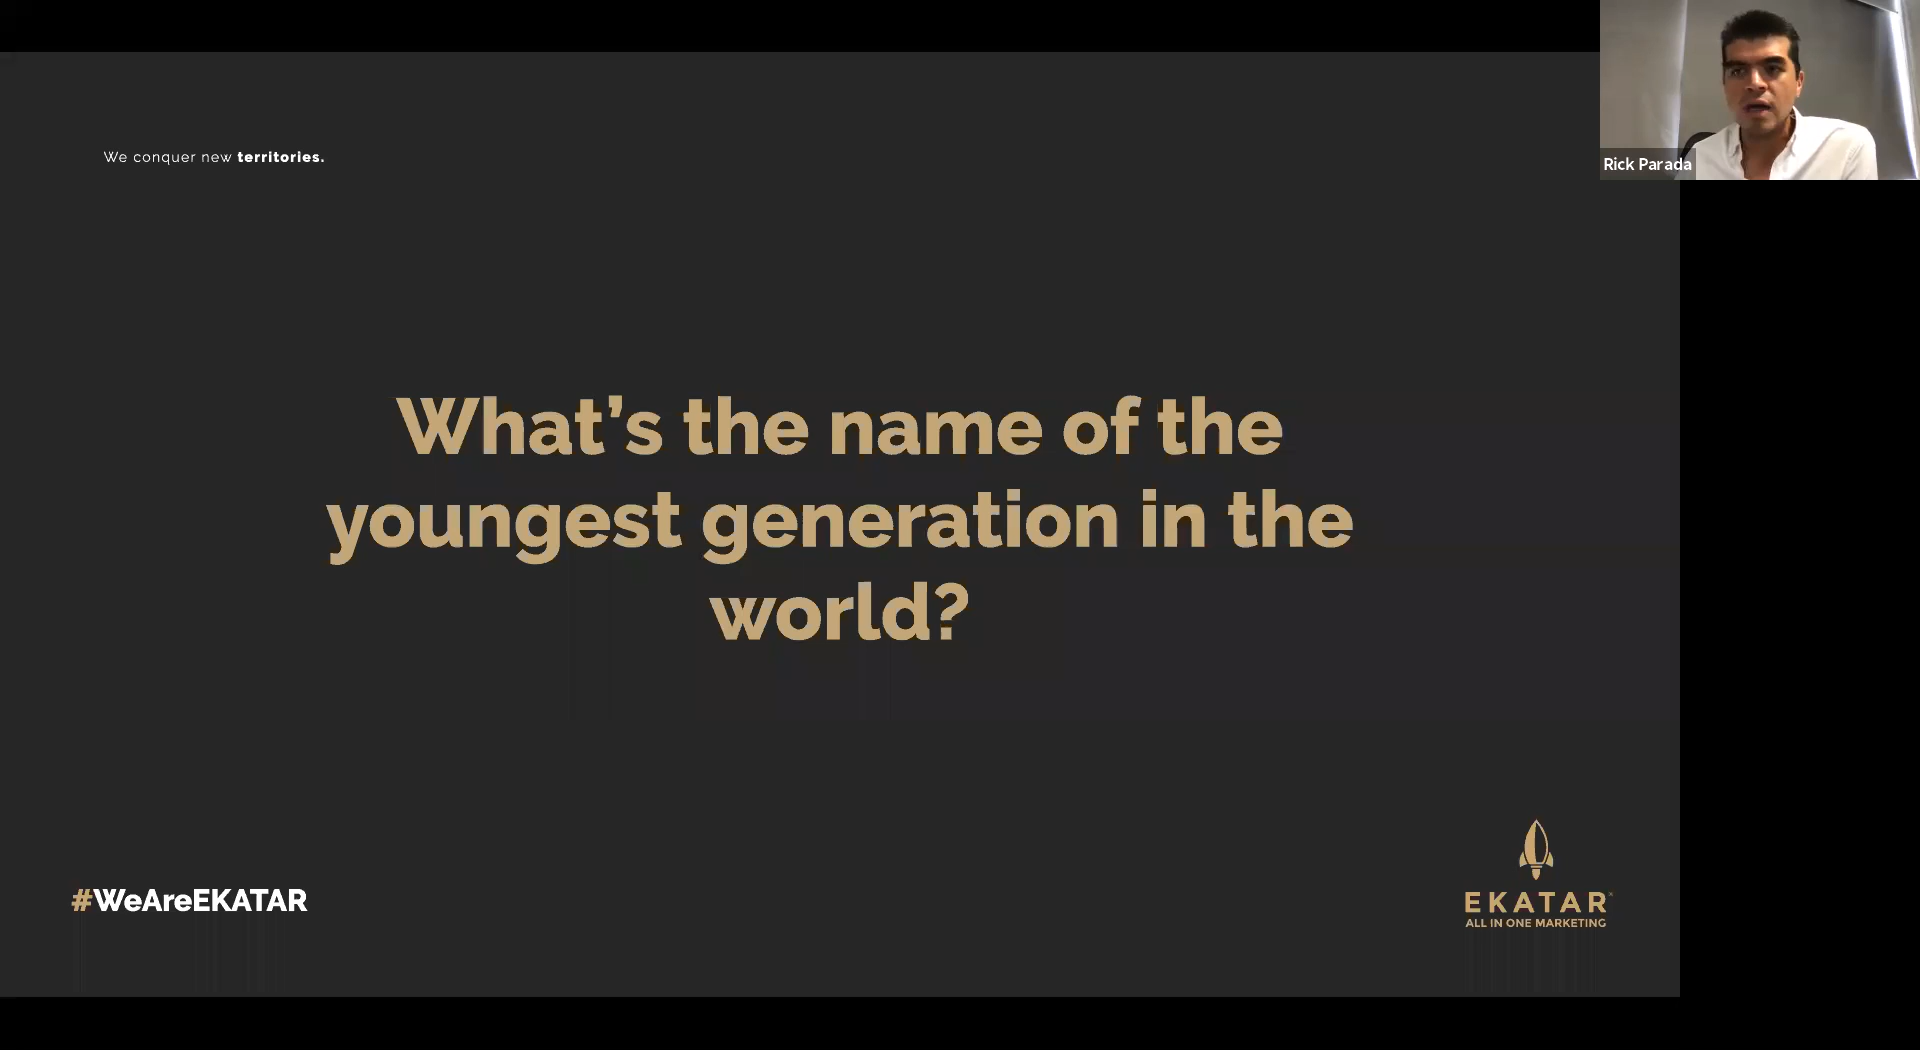 We conquer new territories.
Rick Parada
What’s the name of the
youngest generation in the
world?
#WeAreEKATAR
EKATAR
ALL IN ONE MARKETING